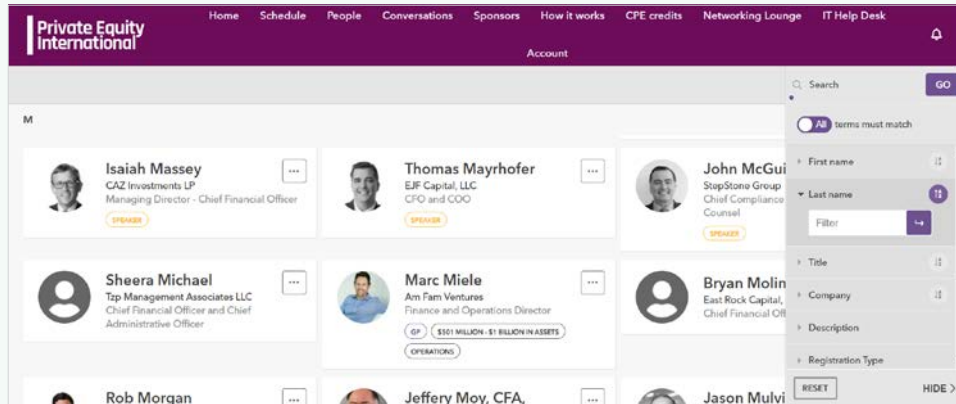 Private Equity
International
Home Schedule People Conversations Sponsors How it works CPE credits Networking Lounge IT Help Desk
Account
Search GO
All terms must match
M
Isaiah Massey
CAZ Investments LP
Managing Director - Chief Financial Officer
SPEAKER
Thomas Mayrhofer
EJF Capital, LLC
CFO and COO
SPEAKER
John McGui
StepStone Group
Chief Compliance
Counsel
SPEAKER
Sheera Michael
Tzp Management Associates LLC
Chief Financial Officer and Chief
Administrative Officer
Marc Miele
Am Fam Ventures
Finance and Operations Director
GP $501 MILLION - $1 BILLION IN ASSETS
OPERATIONS
Bryan Molin
East Rock Capital,
Chief Financial Off
Rob Morgan
Jeffery Moy, CFA,
Jason Mulvi
First name
Last name
Filter
Title
Company
Description
Registration Type
RESET HIDE